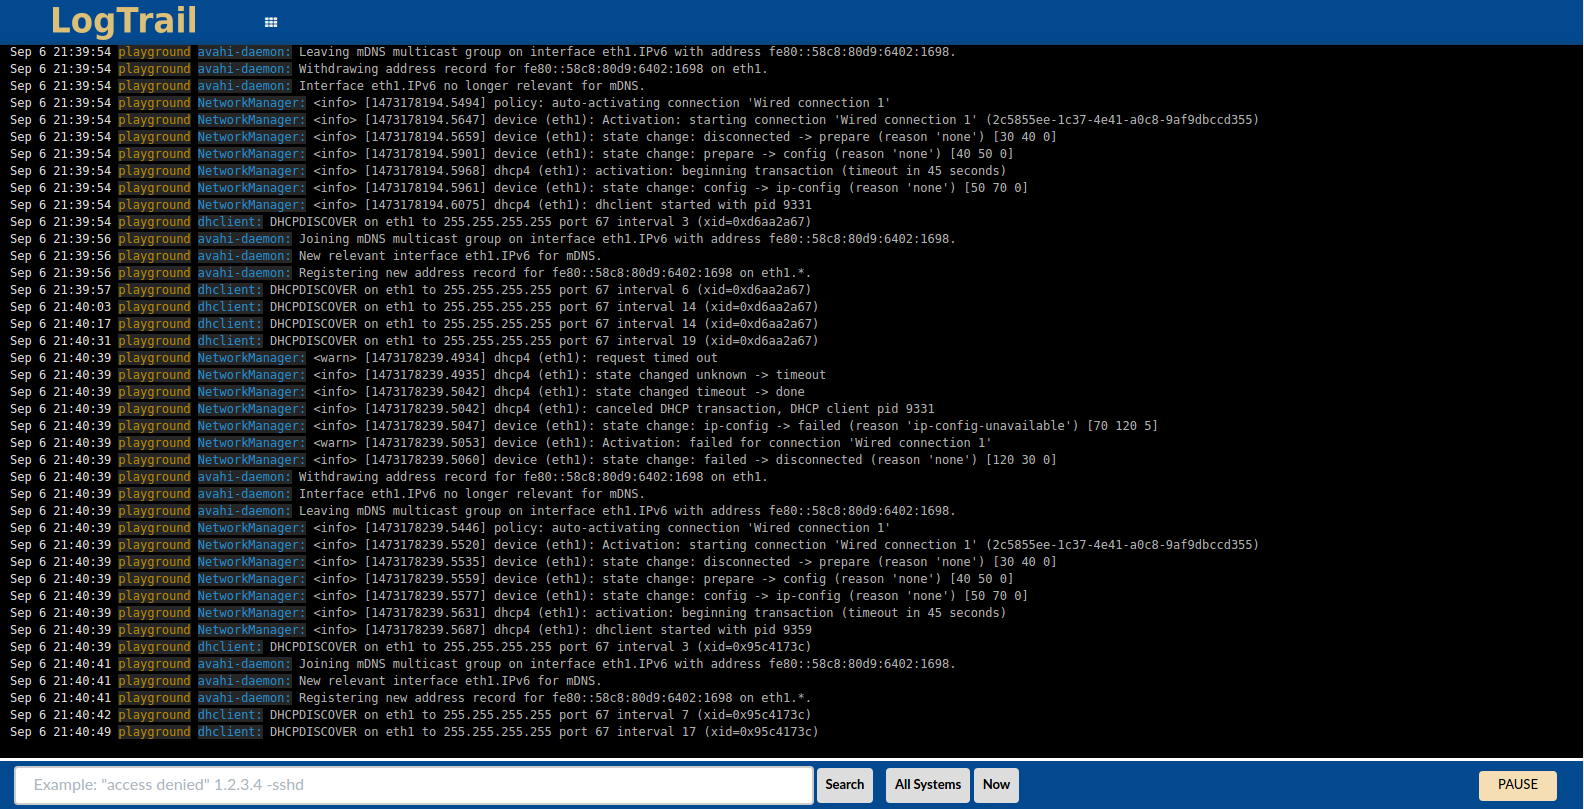 LogTrail
Sep 6 21:39:54 playground avahi-daemon: Leaving mDNS multicast group on interface eth1.IPv6 with address fe80::58c8:80d9:6402:1698.
Sep 6 21:39:54 playground avahi-daemon: Withdrawing address record for fe80::58c8:80d9:6402:1698 on eth1.
Sep 6 21:39:54 playground avahi-daemon: Interface eth1.IPv6 no longer relevant for mDNS.
Sep 6 21:39:54 playground NetworkManager: <info> [1473178194.5494] policy: auto-activating connection 'Wired connection 1'
Sep 6 21:39:54 playground NetworkManager: <info> [1473178194.5647] device (eth1): Activation: starting connection 'Wired connection 1' (2c5855ee-1c37-4e41-a0c8-9af9dbccd355)
Sep 6 21:39:54 playground NetworkManager: <info> [1473178194.5659] device (eth1): state change: disconnected -> prepare (reason 'none') [30 40 0]
Sep 6 21:39:54 playground NetworkManager: <info> [1473178194.5901] device (eth1): state change: prepare -> config (reason 'none') [40 50 0]
Sep 6 21:39:54 playground NetworkManager: <info> [1473178194.5968] dhcp4 (eth1): activation: beginning transaction (timeout in 45 seconds)
Sep 6 21:39:54 playground NetworkManager: <info> [1473178194.5961] device (eth1): state change: config -> ip-config (reason 'none') [50 70 0]
Sep 6 21:39:54 playground NetworkManager: <info> [1473178194.6075] dhcp4 (eth1): dhclient started with pid 9331
Sep 6 21:39:54 playground dhclient: DHCPDISCOVER on eth1 to 255.255.255.255 port 67 interval 3 (xid=0xd6aa2a67)
Sep 6 21:39:56 playground avahi-daemon: Joining mDNS multicast group on interface eth1.IPv6 with address fe80::58c8:80d9:6402:1698.
Sep 6 21:39:56 playground avahi-daemon: New relevant interface eth1.IPv6 for mDNS.
Sep 6 21:39:56 playground avahi-daemon: Registering new address record for fe80::58c8:80d9:6402:1698 on eth1.*.
Sep 6 21:39:57 playground dhclient: DHCPDISCOVER on eth1 to 255.255.255.255 port 67 interval 6 (xid=0xd6aa2a67)
Sep 6 21:40:03 playground dhclient: DHCPDISCOVER on eth1 to 255.255.255.255 port 67 interval 14 (xid=0xd6aa2a67)
Sep 6 21:40:17 playground dhclient: DHCPDISCOVER on eth1 to 255.255.255.255 port 67 interval 14 (xid=0xd6aa2a67)
Sep 6 21:40:31 playground dhclient: DHCPDISCOVER on eth1 to 255.255.255.255 port 67 interval 19 (xid=0xd6aa2a67)
Sep 6 21:40:39 playground NetworkManager: <warn> [1473178239.4934] dhcp4 (eth1): request timed out
Sep 6 21:40:39 playground NetworkManager: <info> [1473178239.4935] dhcp4 (eth1): state changed unknown -> timeout
Sep 6 21:40:39 playground NetworkManager: <info> [1473178239.5042] dhcp4 (eth1): state changed timeout -> done
Sep 6 21:40:39 playground NetworkManager: <info> [1473178239.5042] dhcp4 (eth1): canceled DHCP transaction, DHCP client pid 9331
Sep 6 21:40:39 playground NetworkManager: <info> [1473178239.5047] device (eth1): state change: ip-config -> failed (reason 'ip-config-unavailable') [70 120 5]
Sep 6 21:40:39 playground NetworkManager: <warn> [1473178239.5053] device (eth1): Activation: failed for connection 'Wired connection 1'
Sep 6 21:40:39 playground NetworkManager: <info> [1473178239.5060] device (eth1): state change: failed -> disconnected (reason 'none') [120 30 0]
Sep 6 21:40:39 playground avahi-daemon: Withdrawing address record for fe80::58c8:80d9:6402:1698 on eth1.
Sep 6 21:40:39 playground avahi-daemon: Interface eth1.IPv6 no longer relevant for mDNS.
Sep 6 21:40:39 playground avahi-daemon: Leaving mDNS multicast group on interface eth1.IPv6 with address fe80::58c8:80d9:6402:1698.
Sep 6 21:40:39 playground NetworkManager: <info> [1473178239.5446] policy: auto-activating connection 'Wired connection 1'
Sep 6 21:40:39 playground NetworkManager: <info> [1473178239.5520] device (eth1): Activation: starting connection 'Wired connection 1' (2c5855ee-1c37-4e41-a0c8-9af9dbccd355)
Sep 6 21:40:39 playground NetworkManager: <info> [1473178239.5535] device (eth1): state change: disconnected -> prepare (reason 'none') [30 40 0]
Sep 6 21:40:39 playground NetworkManager: <info> [1473178239.5559] device (eth1): state change: prepare -> config (reason 'none') [40 50 0]
Sep 6 21:40:39 playground NetworkManager: <info> [1473178239.5577] device (eth1): state change: config -> ip-config (reason 'none') [50 70 0]
Sep 6 21:40:39 playground NetworkManager: <info> [1473178239.5631] dhcp4 (eth1): activation: beginning transaction (timeout in 45 seconds)
Sep 6 21:40:39 playground NetworkManager: <info> [1473178239.5687] dhcp4 (eth1): dhclient started with pid 9359
Sep 6 21:40:39 playground dhclient: DHCPDISCOVER on eth1 to 255.255.255.255 port 67 interval 3 (xid=0x95c4173c)
Sep 6 21:40:41 playground avahi-daemon: Joining mDNS multicast group on interface eth1.IPv6 with address fe80::58c8:80d9:6402:1698.
Sep 6 21:40:41 playground avahi-daemon: New relevant interface eth1.IPv6 for mDNS.
Sep 6 21:40:41 playground avahi-daemon: Registering new address record for fe80::58c8:80d9:6402:1698 on eth1.*.
Sep 6 21:40:42 playground dhclient: DHCPDISCOVER on eth1 to 255.255.255.255 port 67 interval 7 (xid=0x95c4173c)
Sep 6 21:40:49 playground dhclient: DHCPDISCOVER on eth1 to 255.255.255.255 port 67 interval 17 (xid=0x95c4173c)
Example: "access denied" 1.2.3.4 -sshd Search All Systems Now PAUSE